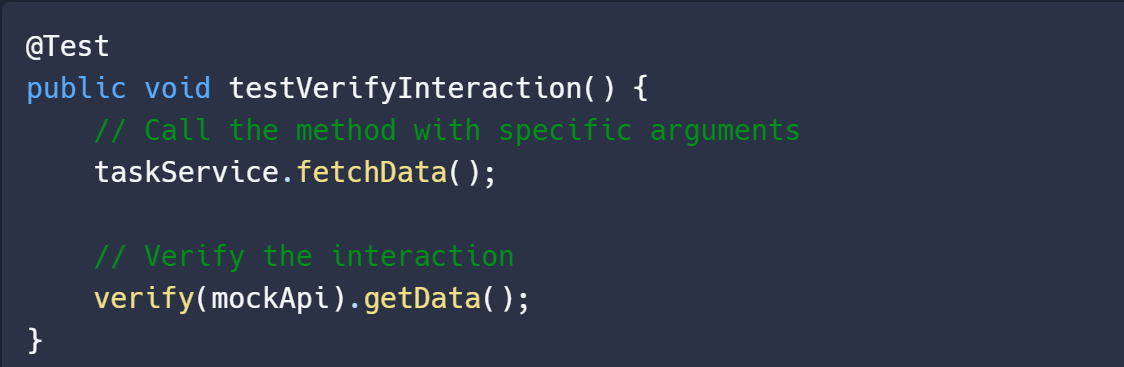 @Test
public void testVerifyInteraction() {
    // Call the method with specific arguments
    taskService.fetchData();

    // Verify the interaction
    verify(mockApi).getData();
}